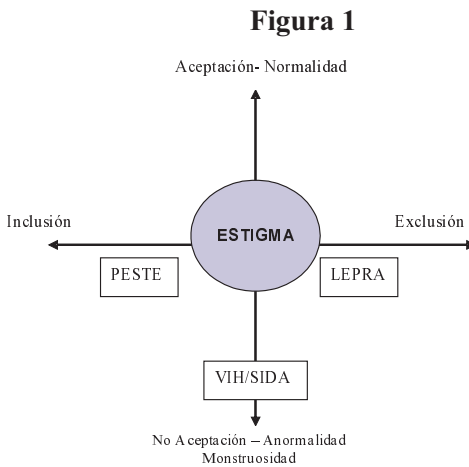 Figura 1
Aceptación- Normalidad
Inclusión
Exclusión
ESTIGMA
PESTE
LEPRA
VIH/SIDA
No Aceptación – Anormalidad
Monstruosidad